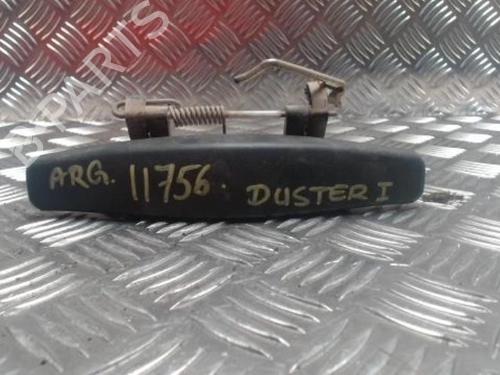 B-PARTS
ARG. 11756. DUSTER I